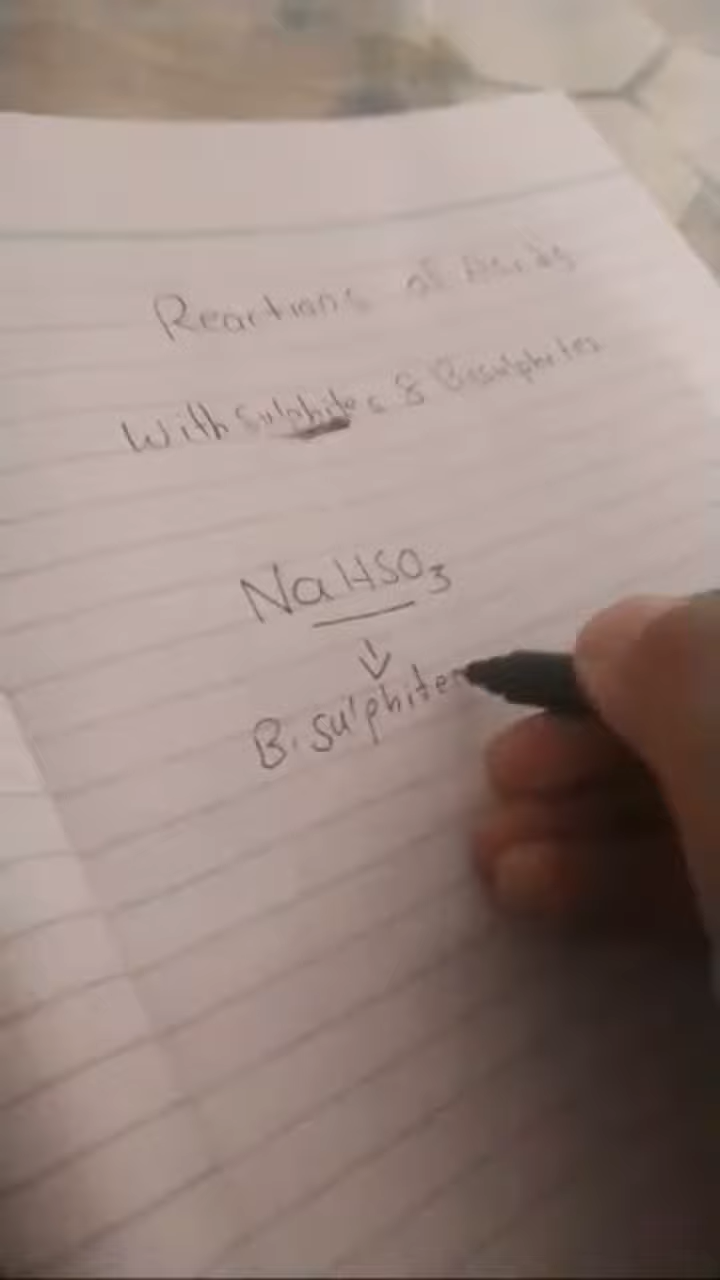 Reactions of Acids
With Sulphites & Bisulphites
NaHSO₃
↓
Bisulphite